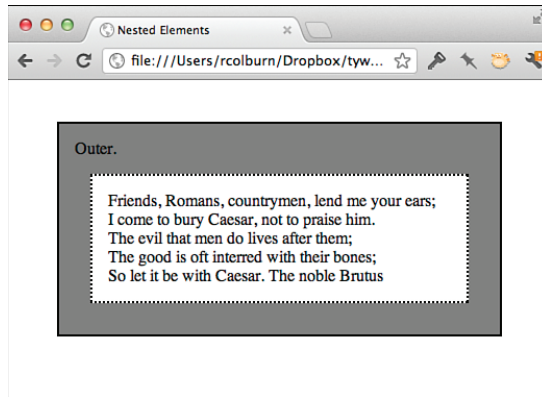 Nested Elements
file:///Users/rcolburn/Dropbox/tyw...
Outer.
Friends, Romans, countrymen, lend me your ears;
I come to bury Caesar, not to praise him.
The evil that men do lives after them;
The good is oft interred with their bones;
So let it be with Caesar. The noble Brutus